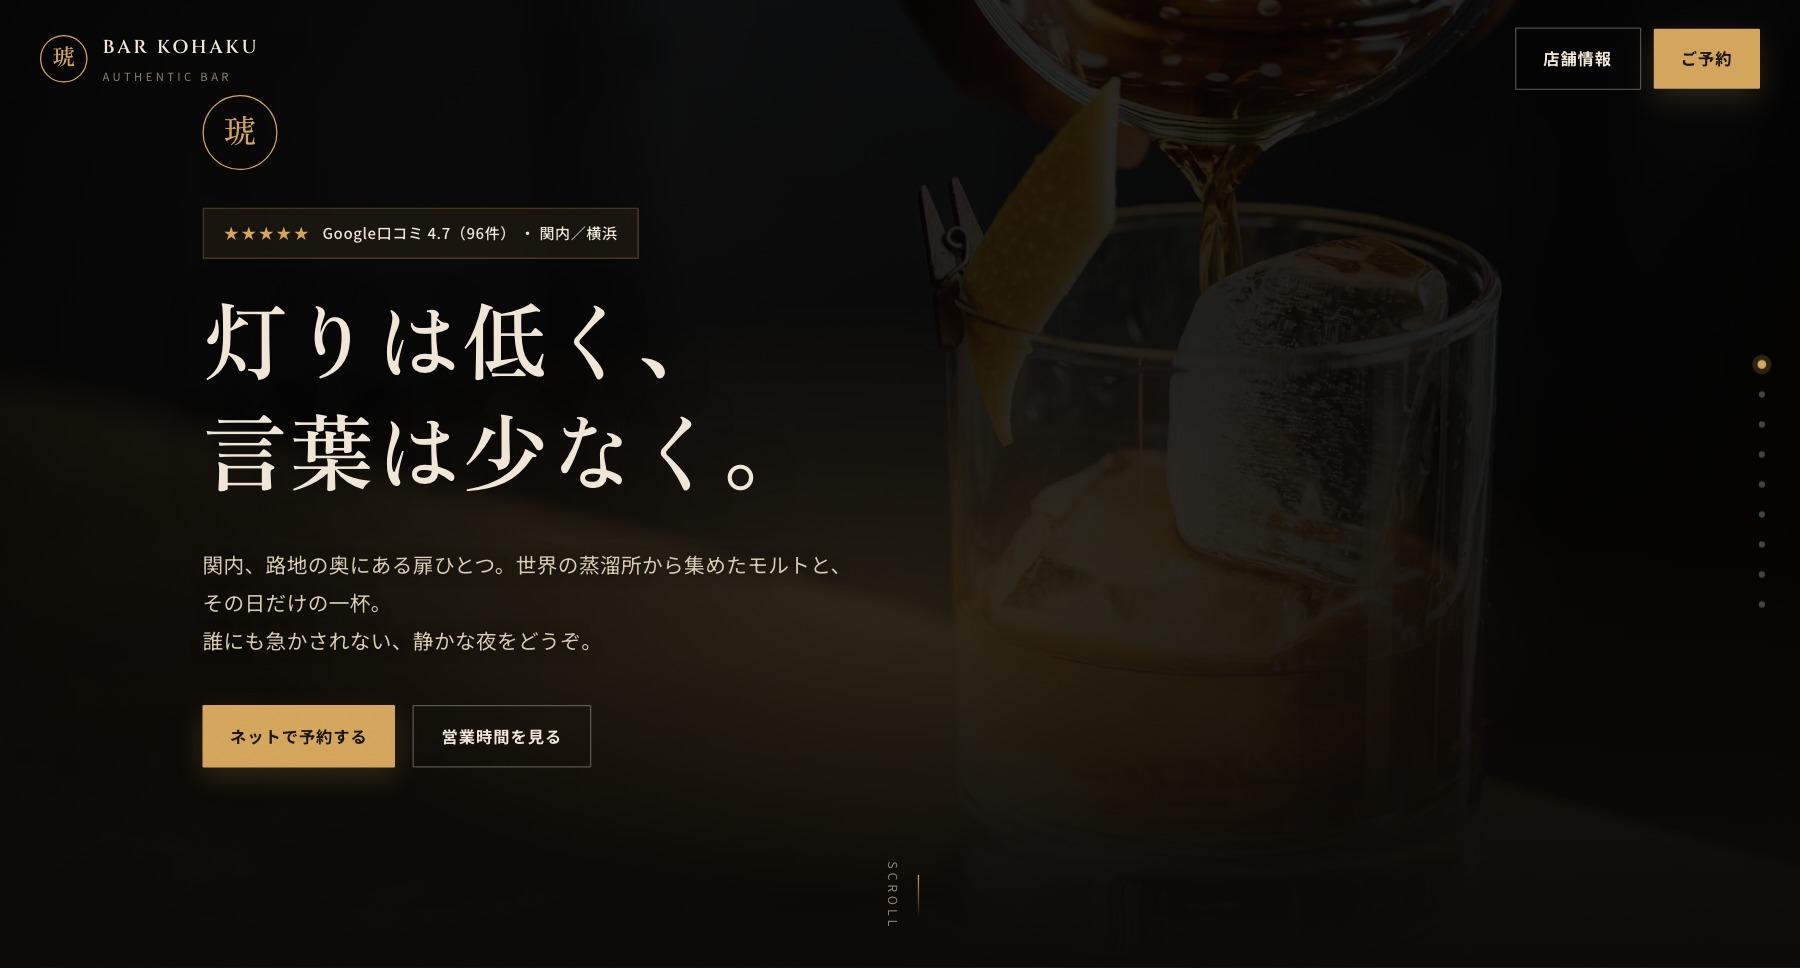 琥
BAR KOHAKU
AUTHENTIC BAR
店舗情報
ご予約
琥
★★★★★ Google口コミ 4.7（96件） ・ 関内／横浜
灯りは低く、
言葉は少なく。
関内、路地の奥にある扉ひとつ。世界の蒸溜所から集めたモルトと、
その日だけの一杯。
誰にも急かされない、静かな夜をどうぞ。
ネットで予約する
営業時間を見る
SCROLL